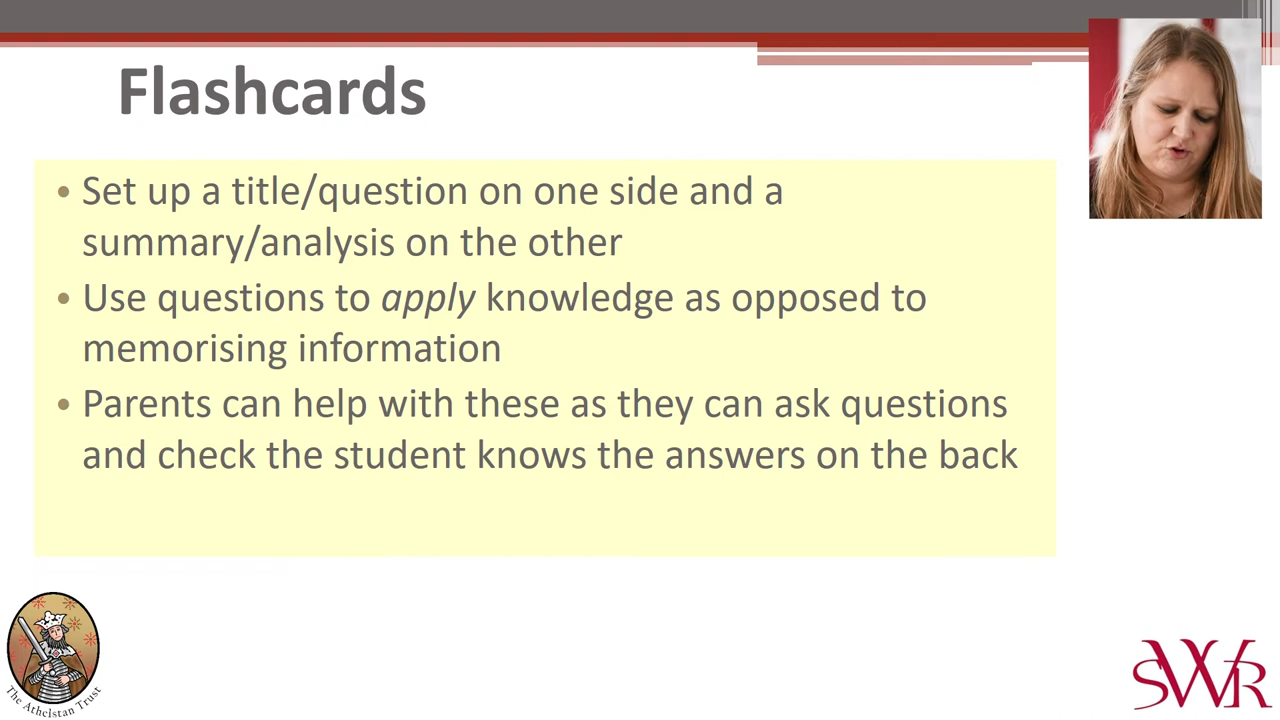 Flashcards
• Set up a title/question on one side and a
summary/analysis on the other
• Use questions to apply knowledge as opposed to
memorising information
• Parents can help with these as they can ask questions
and check the student knows the answers on the back
The Athelstan Trust
SWR